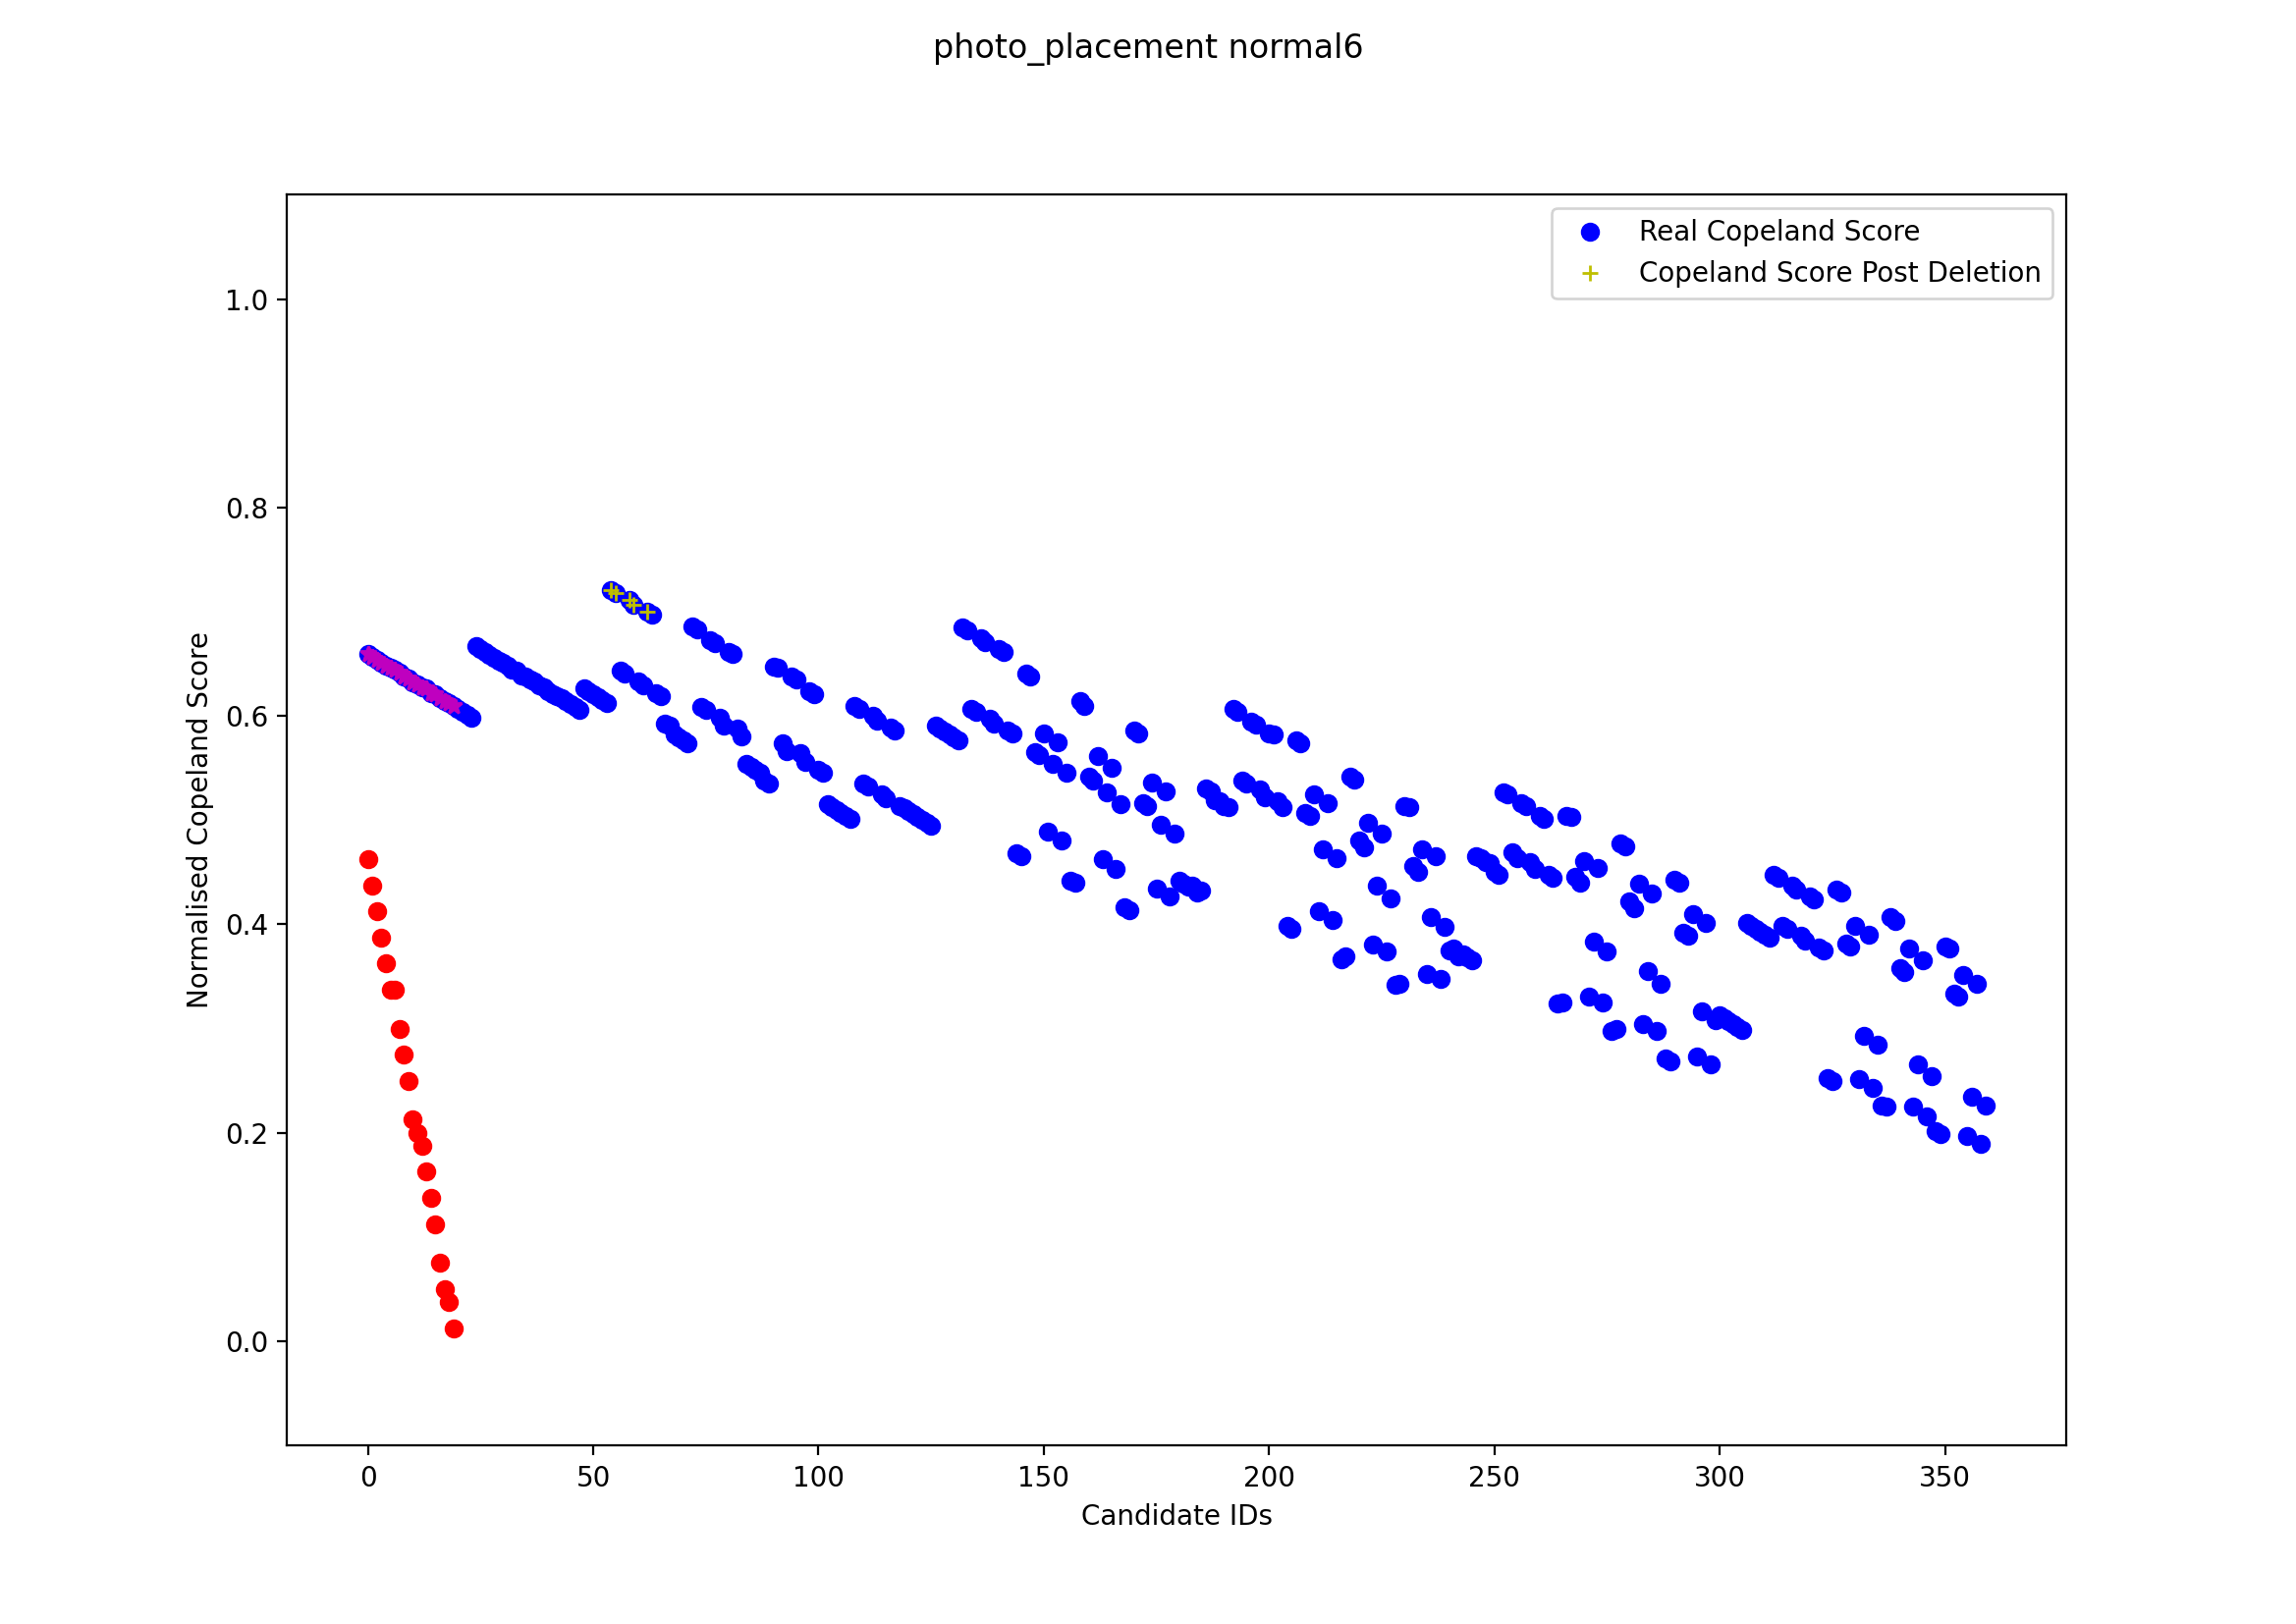 photo_placement normal6
Real Copeland Score
Copeland Score Post Deletion
1.0
0.8
0.6
0.4
0.2
0.0
Normalised Copeland Score
0 50 100 150 200 250 300 350
Candidate IDs